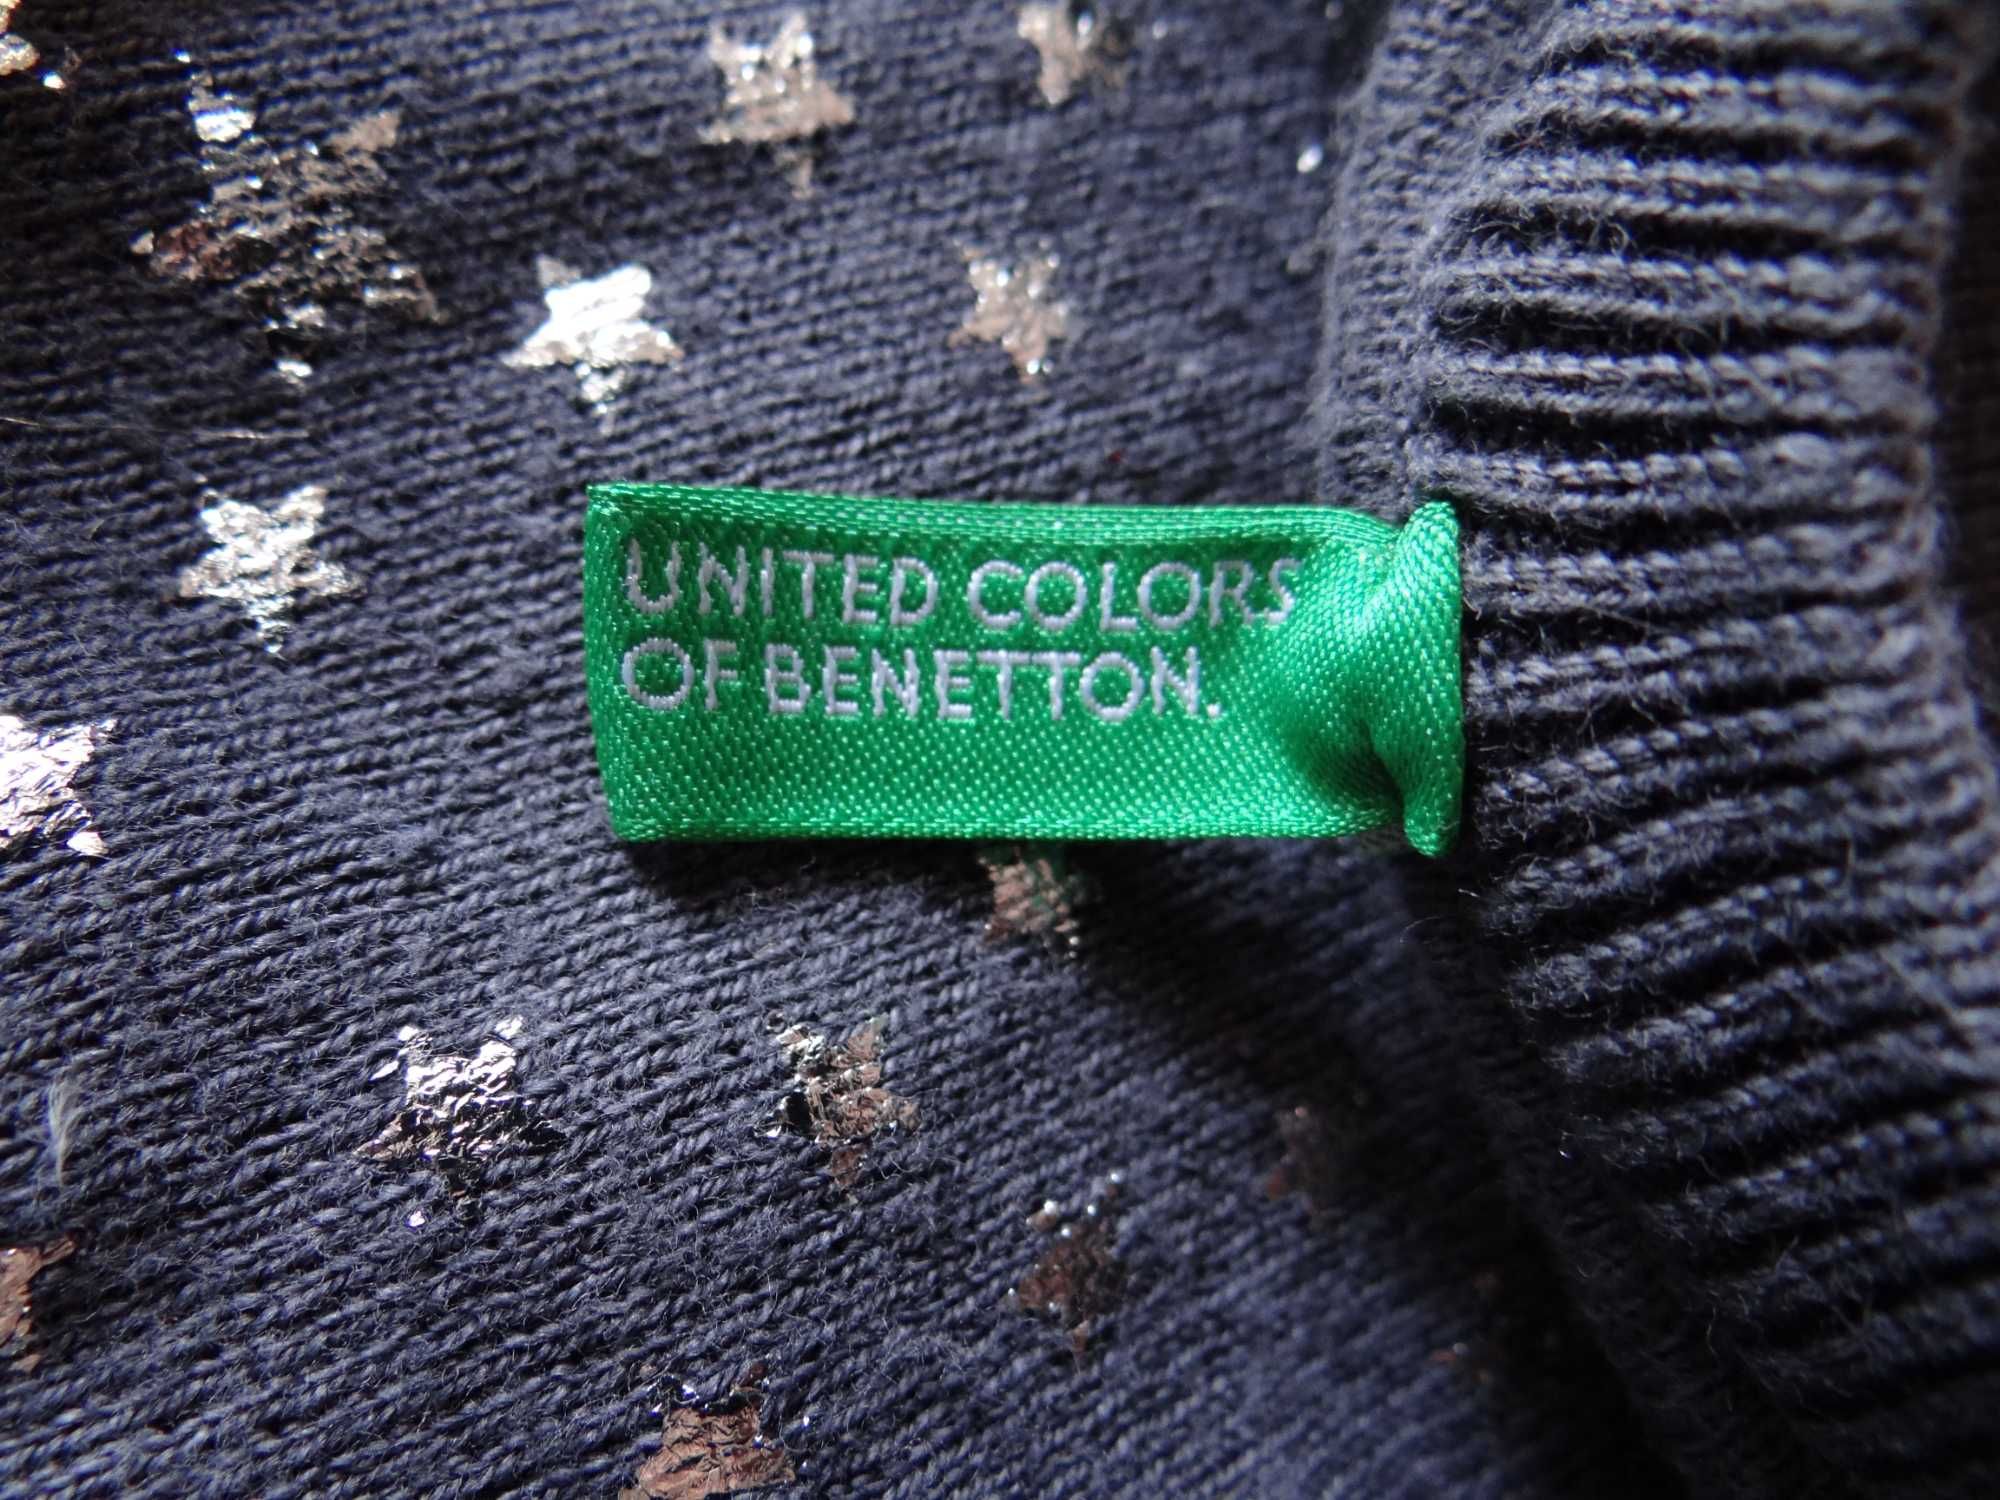 UNITED COLORS
OF BENETTON.